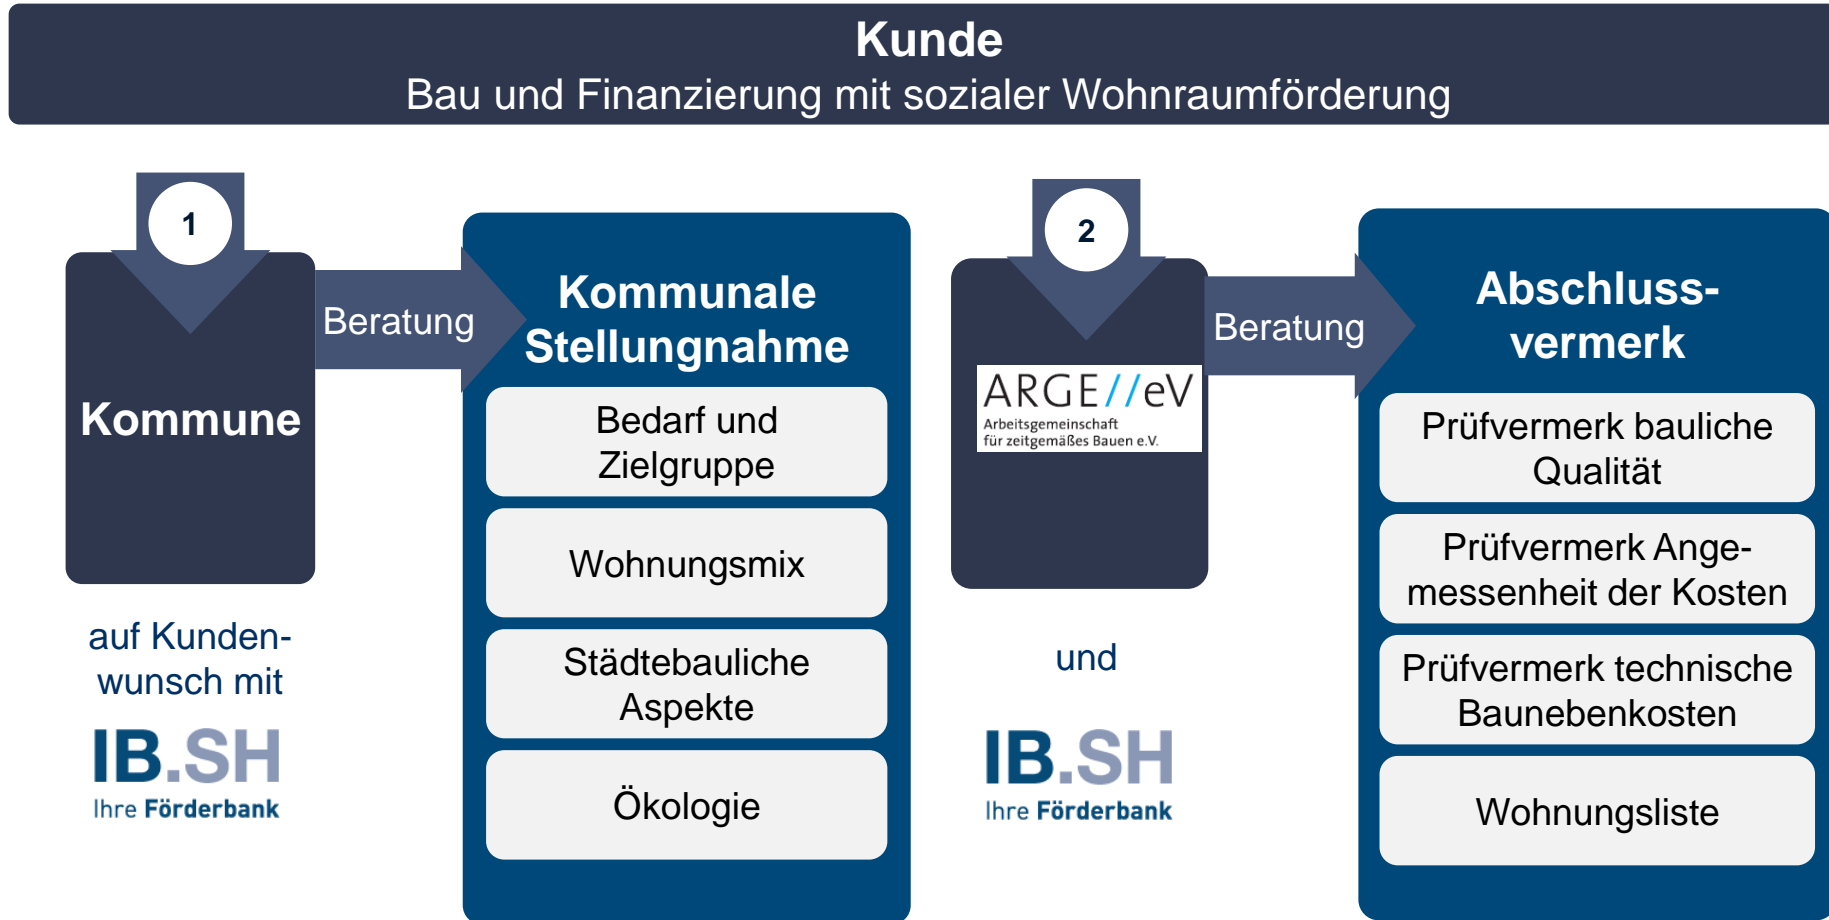 Kunde
Bau und Finanzierung mit sozialer Wohnraumförderung
1
Kommune
auf Kunden-
wunsch mit
IB.SH
Ihre Förderbank
Beratung
Kommunale
Stellungnahme
Bedarf und
Zielgruppe
Wohnungsmix
Städtebauliche
Aspekte
Ökologie
2
ARGE//eV
Arbeitsgemeinschaft
für zeitgemäßes Bauen e.V.
und
IB.SH
Ihre Förderbank
Beratung
Abschluss-
vermerk
Prüfvermerk bauliche
Qualität
Prüfvermerk Ange-
messenheit der Kosten
Prüfvermerk technische
Baunebenkosten
Wohnungsliste